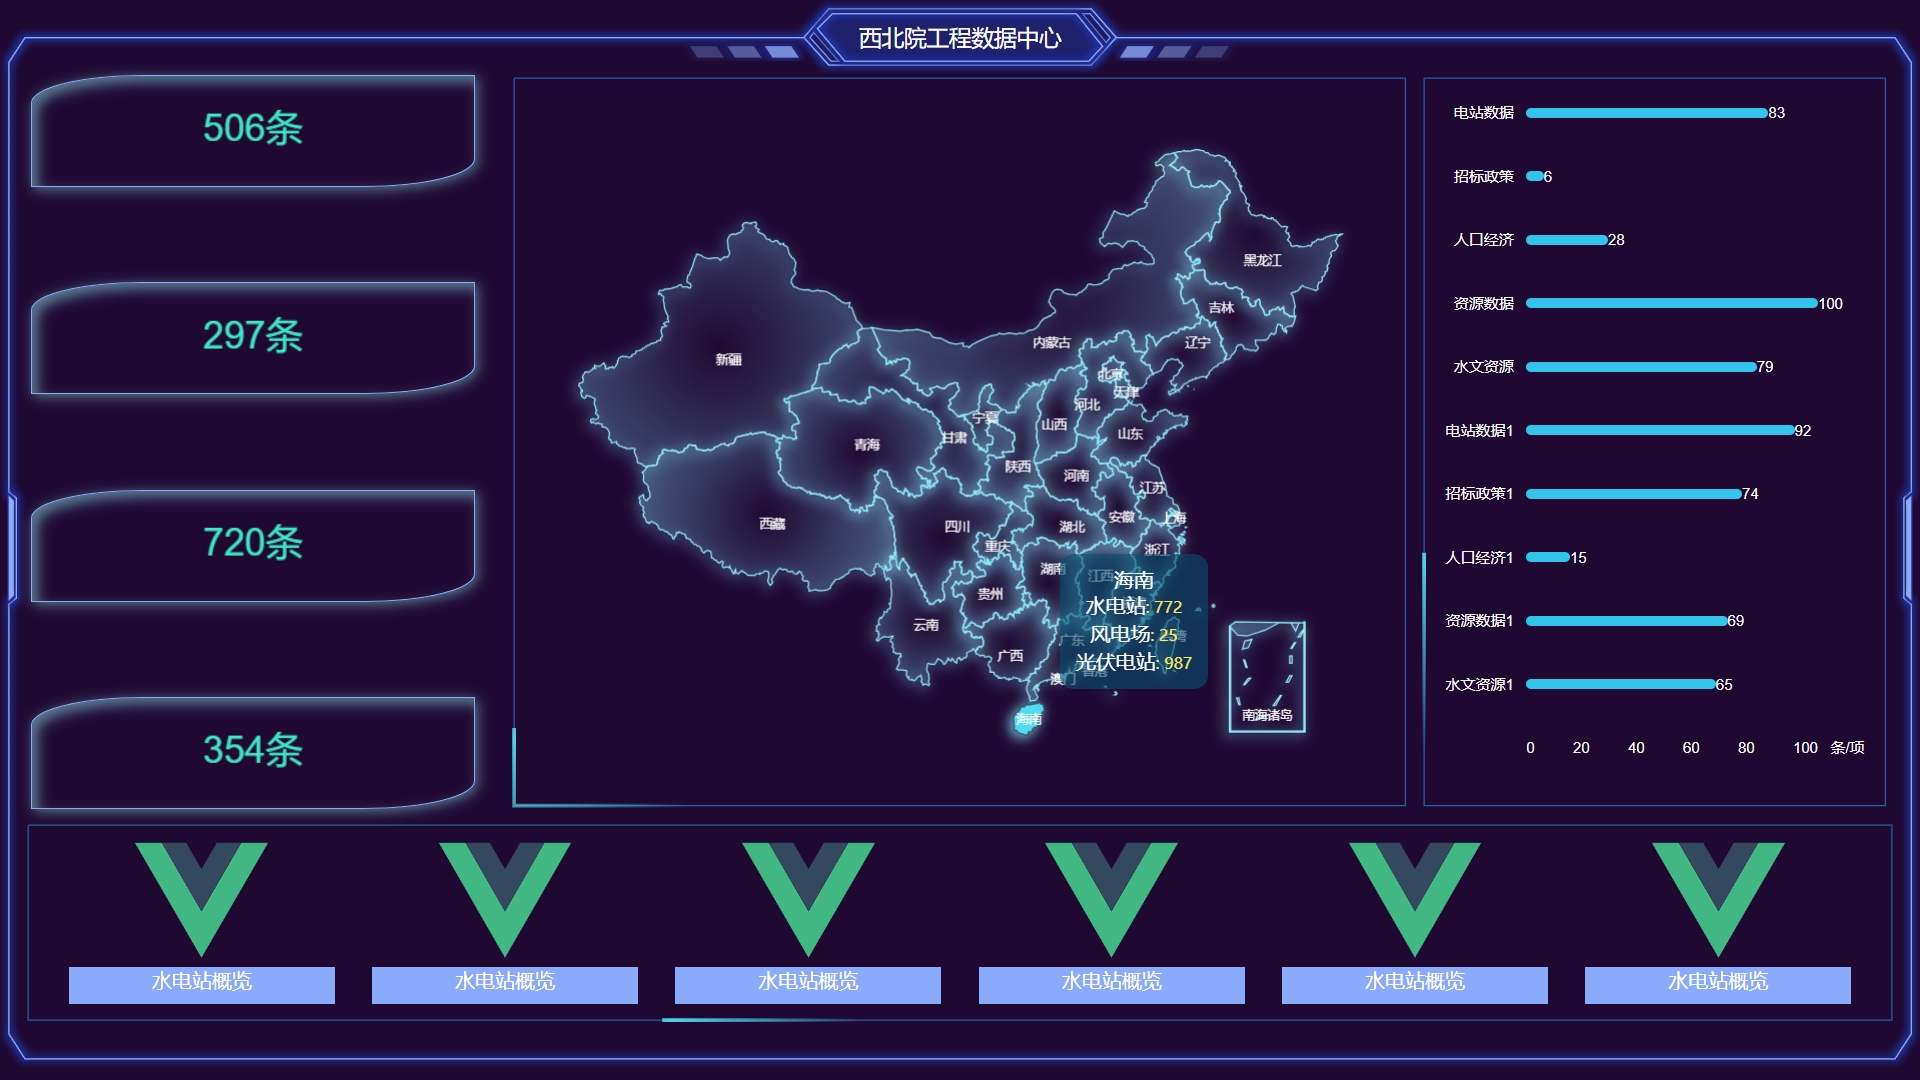 西北院工程数据中心
506条
297条
720条
354条
黑龙江
吉林
辽宁
内蒙古
新疆
北京
天津
河北
宁夏
山西
山东
甘肃
青海
陕西
河南
江苏
西藏
四川
湖北
安徽
上海
重庆
浙江
湖南
江西
贵州
云南
广东
广西
澳门
香港
海南
南海诸岛
海南
水电站: 772
风电场: 25
光伏电站: 987
电站数据 83
招标政策 6
人口经济 28
资源数据 100
水文资源 79
电站数据1 92
招标政策1 74
人口经济1 15
资源数据1 69
水文资源1 65
0 20 40 60 80 100 条/项
水电站概览
水电站概览
水电站概览
水电站概览
水电站概览
水电站概览